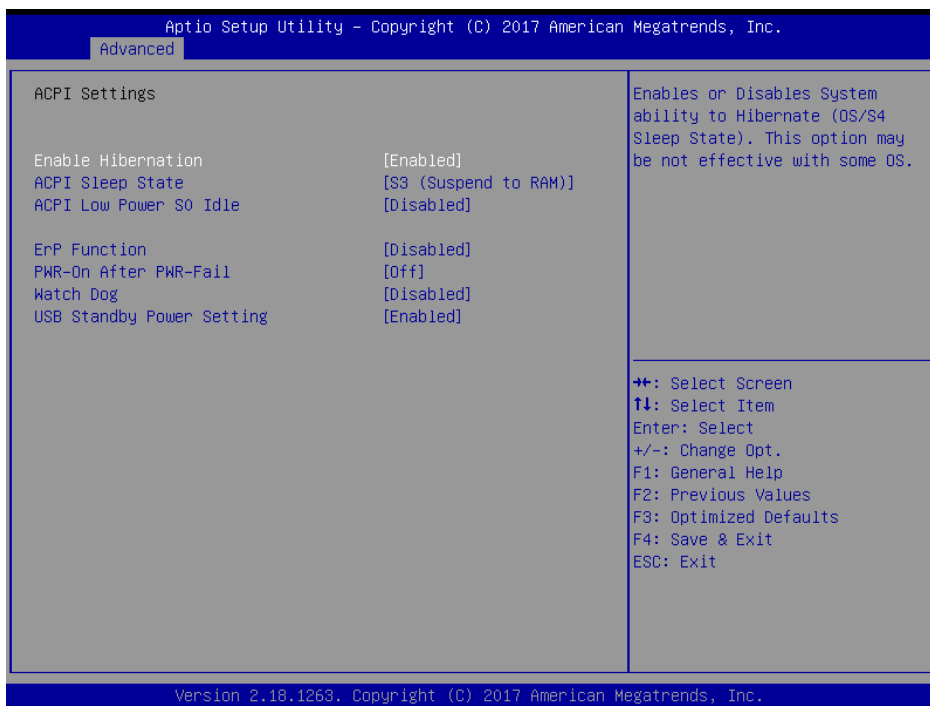 Aptio Setup Utility – Copyright (C) 2017 American Megatrends, Inc.
Advanced
ACPI Settings
Enable Hibernation [Enabled]
ACPI Sleep State [S3 (Suspend to RAM)]
ACPI Low Power S0 Idle [Disabled]
ErP Function [Disabled]
PWR-On After PWR-Fail [Off]
Watch Dog [Disabled]
USB Standby Power Setting [Enabled]
Enables or Disables System
ability to Hibernate (OS/S4
Sleep State). This option may
be not effective with some OS.
→←: Select Screen
↑↓: Select Item
Enter: Select
+/-: Change Opt.
F1: General Help
F2: Previous Values
F3: Optimized Defaults
F4: Save & Exit
ESC: Exit
Version 2.18.1263. Copyright (C) 2017 American Megatrends, Inc.